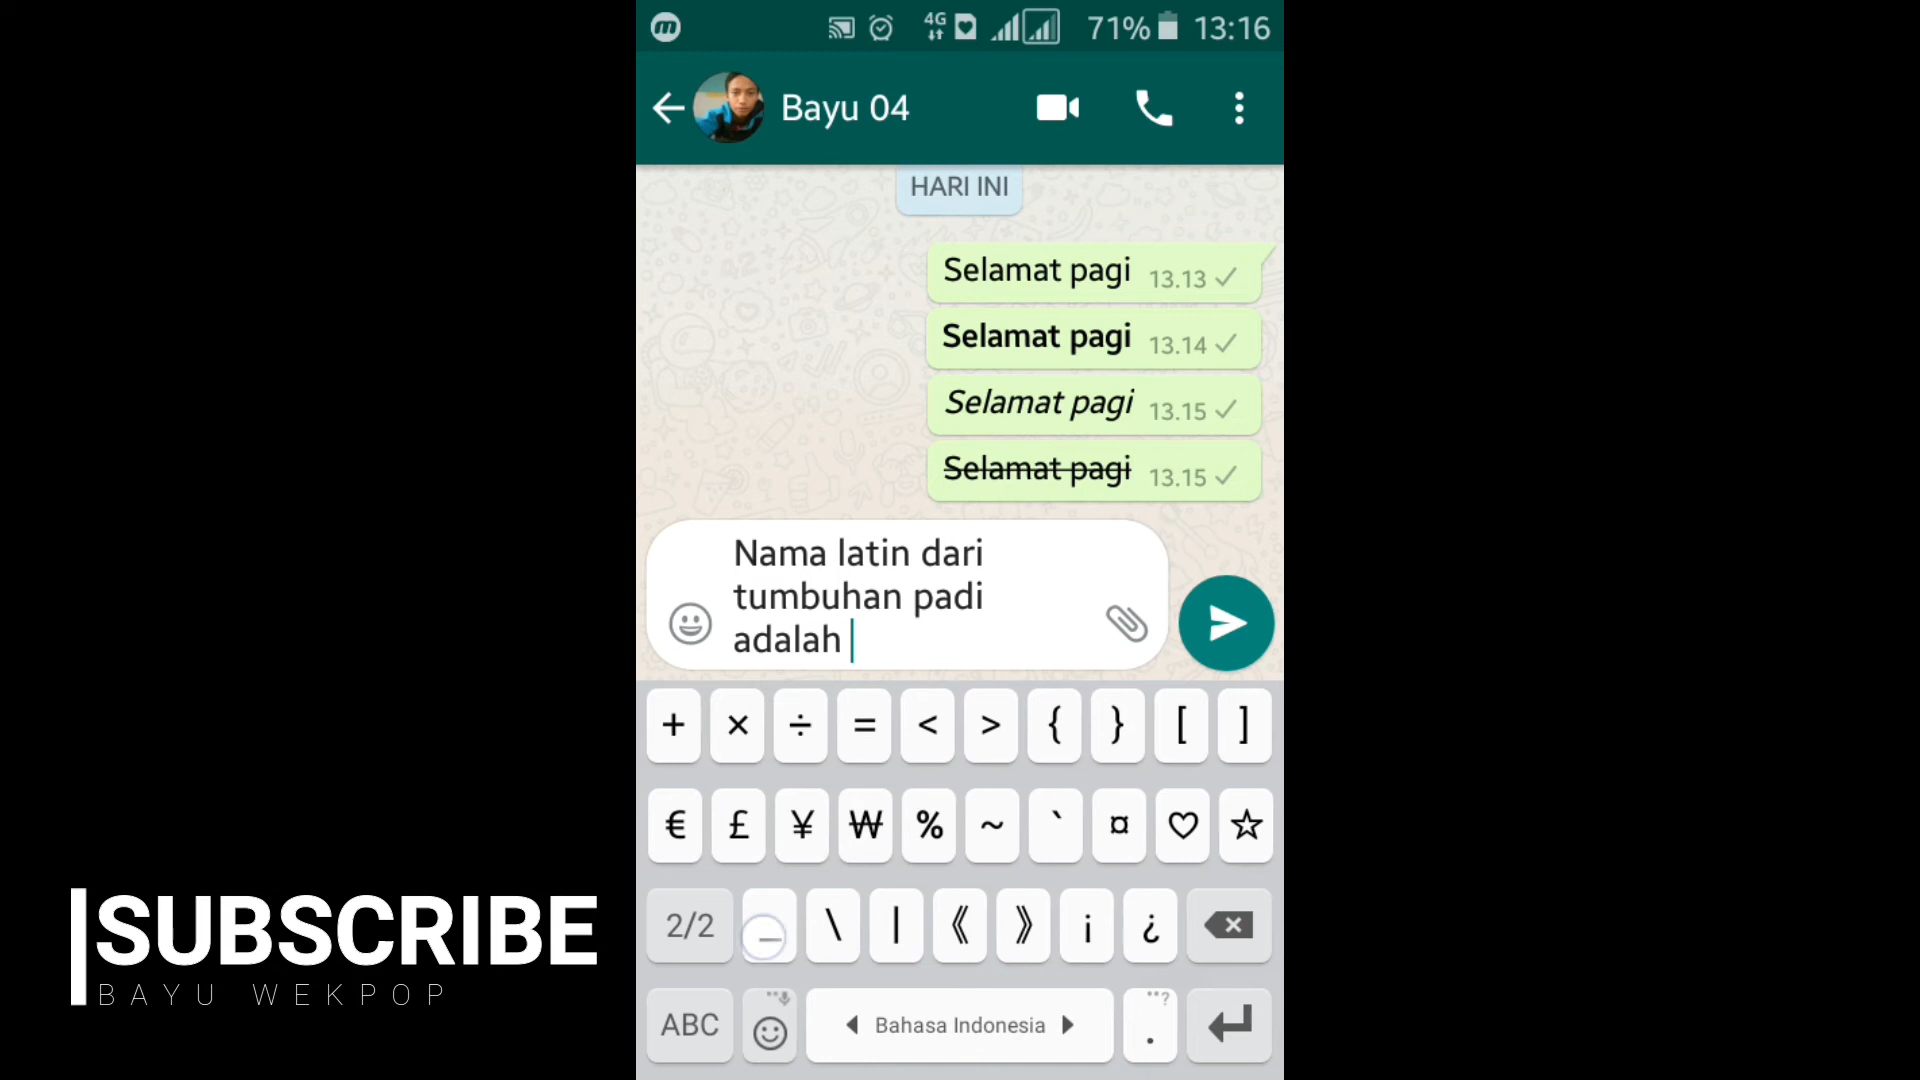 4G 71% 13:16
Bayu 04
HARI INI
Selamat pagi 13.13
Selamat pagi 13.14
Selamat pagi 13.15
Selamat pagi 13.15
Nama latin dari
tumbuhan padi
adalah
+ × ÷ = < > { } [ ]
€ £ ¥ ₩ % ~ ` ¤ ♡ ☆
2/2 _ \ | 《 》 ¡ ¿
ABC Bahasa Indonesia .
SUBSCRIBE
BAYU WEKPOP